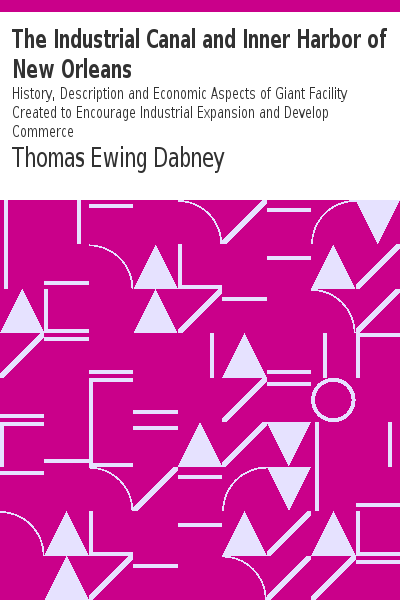 The Industrial Canal and Inner Harbor of
New Orleans
History, Description and Economic Aspects of Giant Facility
Created to Encourage Industrial Expansion and Develop
Commerce
Thomas Ewing Dabney